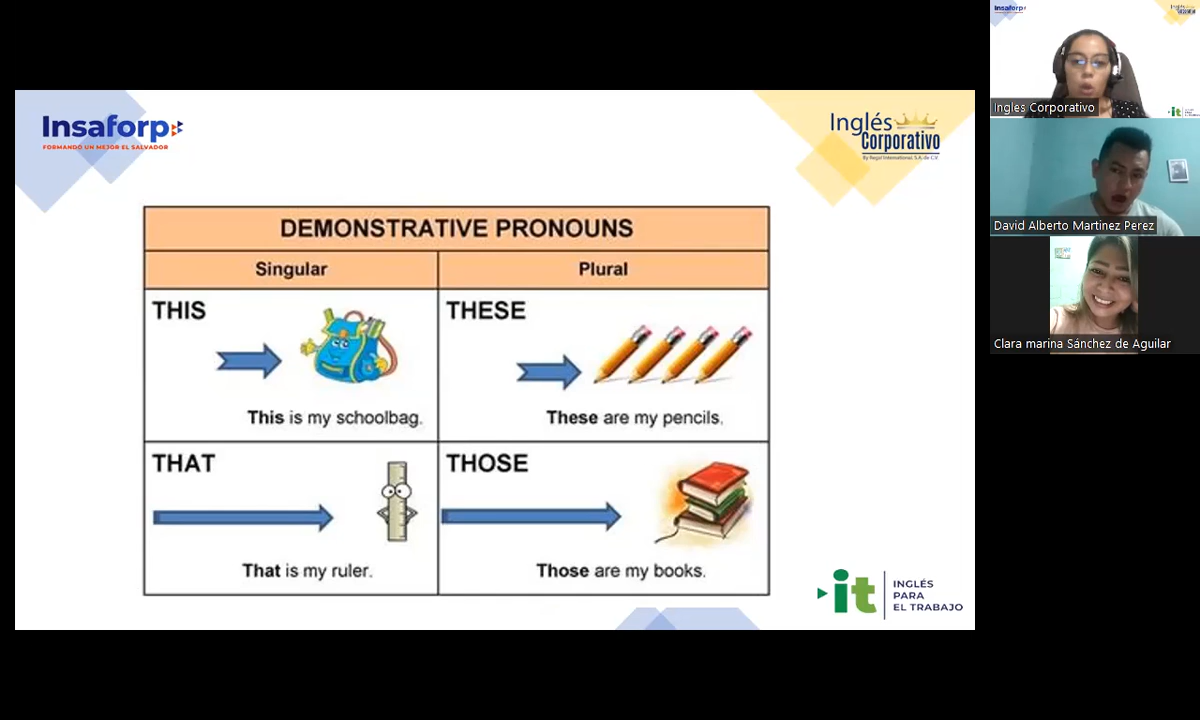 Insaforp
FORMANDO UN MEJOR EL SALVADOR
Inglés
Corporativo
By Regal International, S.A. de C.V.
DEMONSTRATIVE PRONOUNS
Singular
Plural
THIS
This is my schoolbag.
THESE
These are my pencils.
THAT
That is my ruler.
THOSE
Those are my books.
it
INGLÉS
PARA
EL TRABAJO
Insaforp
Ingles Corporativo
David Alberto Martinez Perez
Clara marina Sánchez de Aguilar